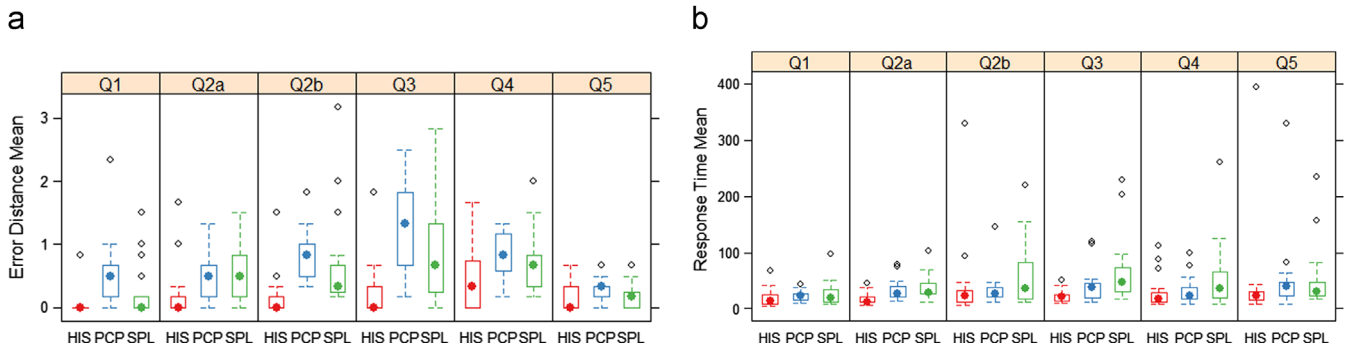 a
b
Q1 Q2a Q2b Q3 Q4 Q5
Error Distance Mean
3
2
1
0
HIS PCP SPL HIS PCP SPL HIS PCP SPL HIS PCP SPL HIS PCP SPL HIS PCP SPL
Q1 Q2a Q2b Q3 Q4 Q5
Response Time Mean
400
300
200
100
0
HIS PCP SPL HIS PCP SPL HIS PCP SPL HIS PCP SPL HIS PCP SPL HIS PCP SPL